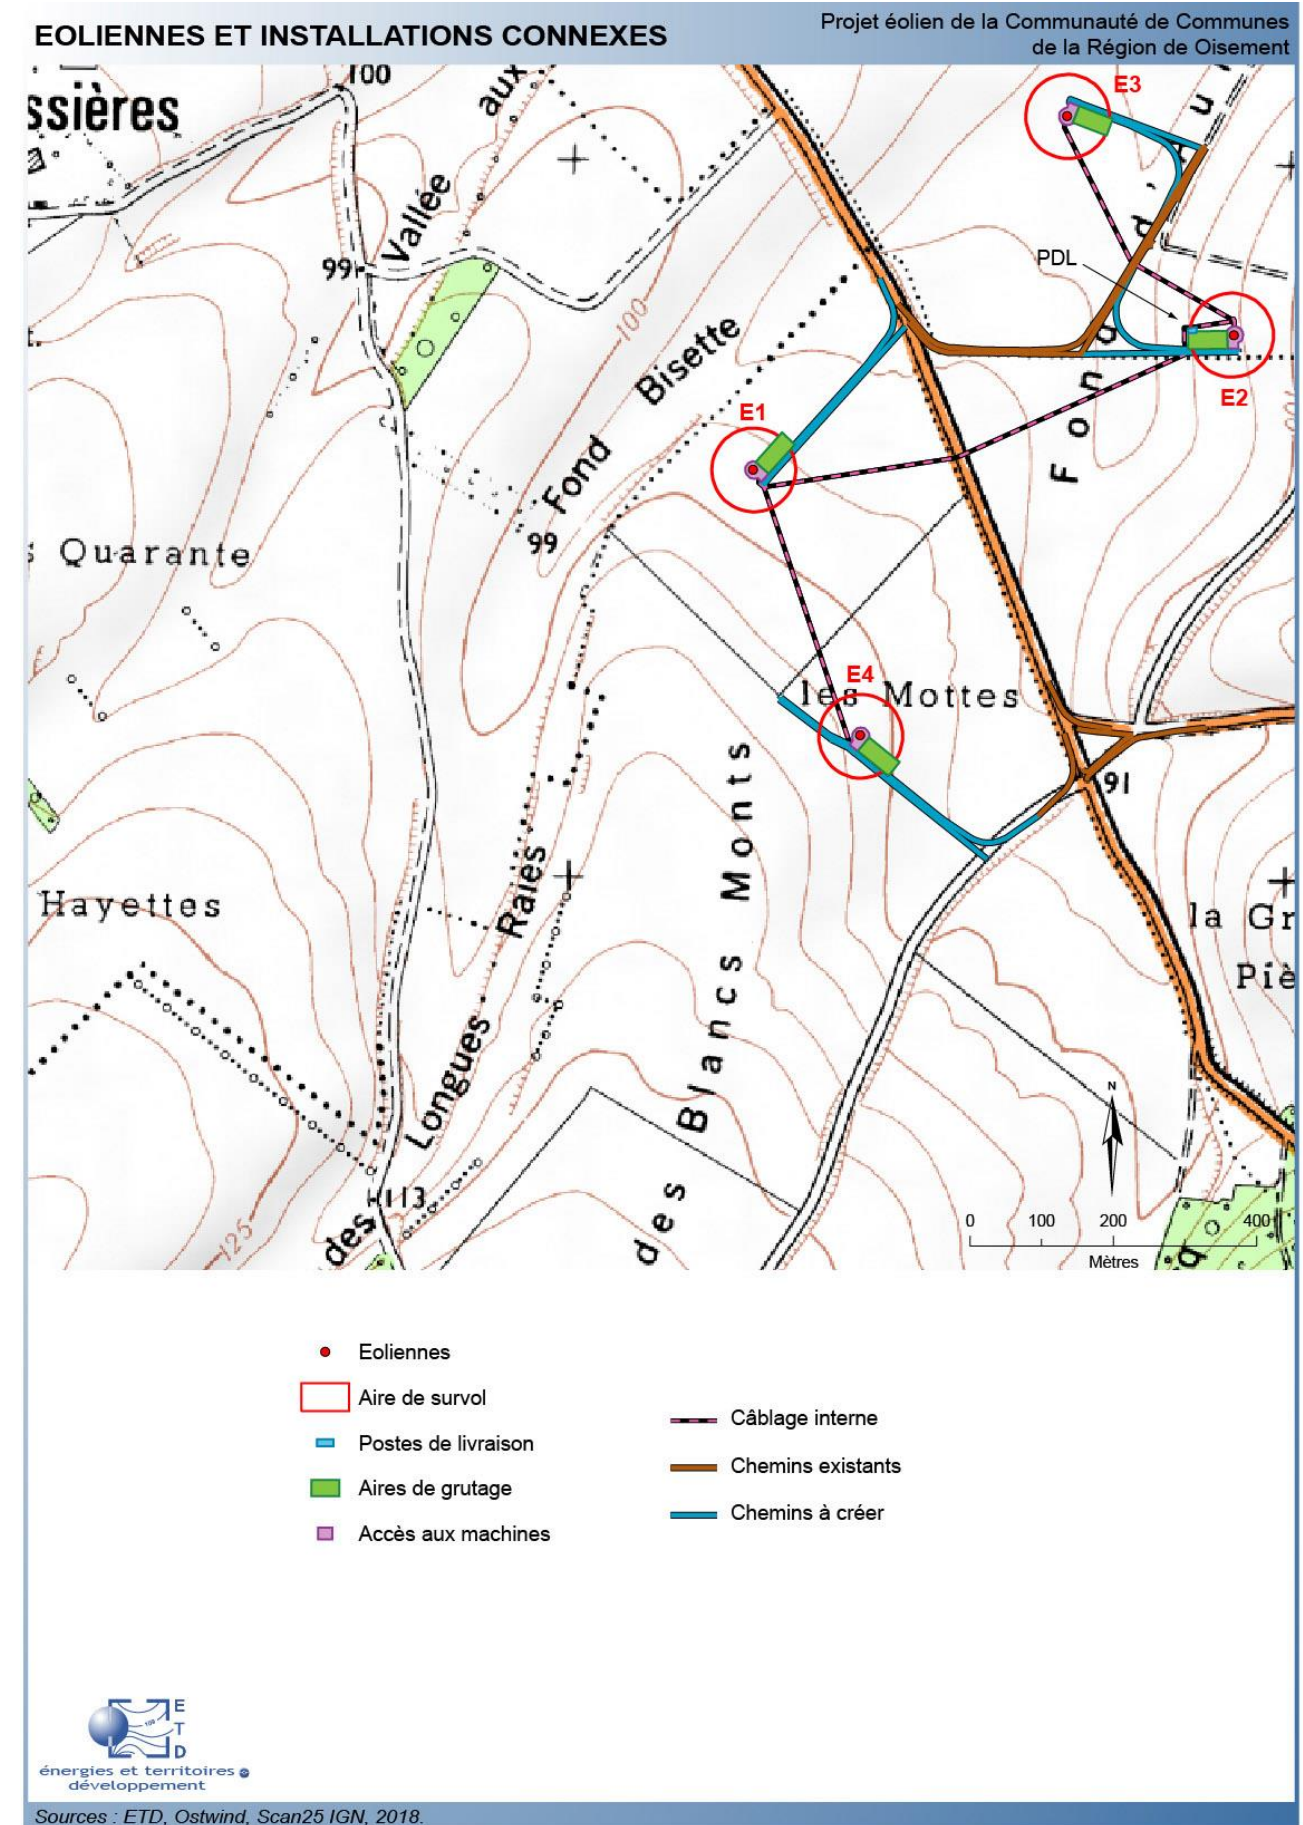 EOLIENNES ET INSTALLATIONS CONNEXES
Projet éolien de la Communauté de Communes
de la Région de Oisement
100
ssières
aux
Vallée
99
E3
d'Au
PDL
100
Bisette
E2
Fond
E1
Fond
99
s Quarante
E4
les Mottes
91
Hayettes
Raies
Longues
des
Blancs Monts
des
la Gr
Piè
113
125
N
0 100 200 400
Mètres
q
Eoliennes
Aire de survol
Postes de livraison
Aires de grutage
Accès aux machines
Câblage interne
Chemins existants
Chemins à créer
E
T
D
énergies et territoires
développement
Sources : ETD, Ostwind, Scan25 IGN, 2018.